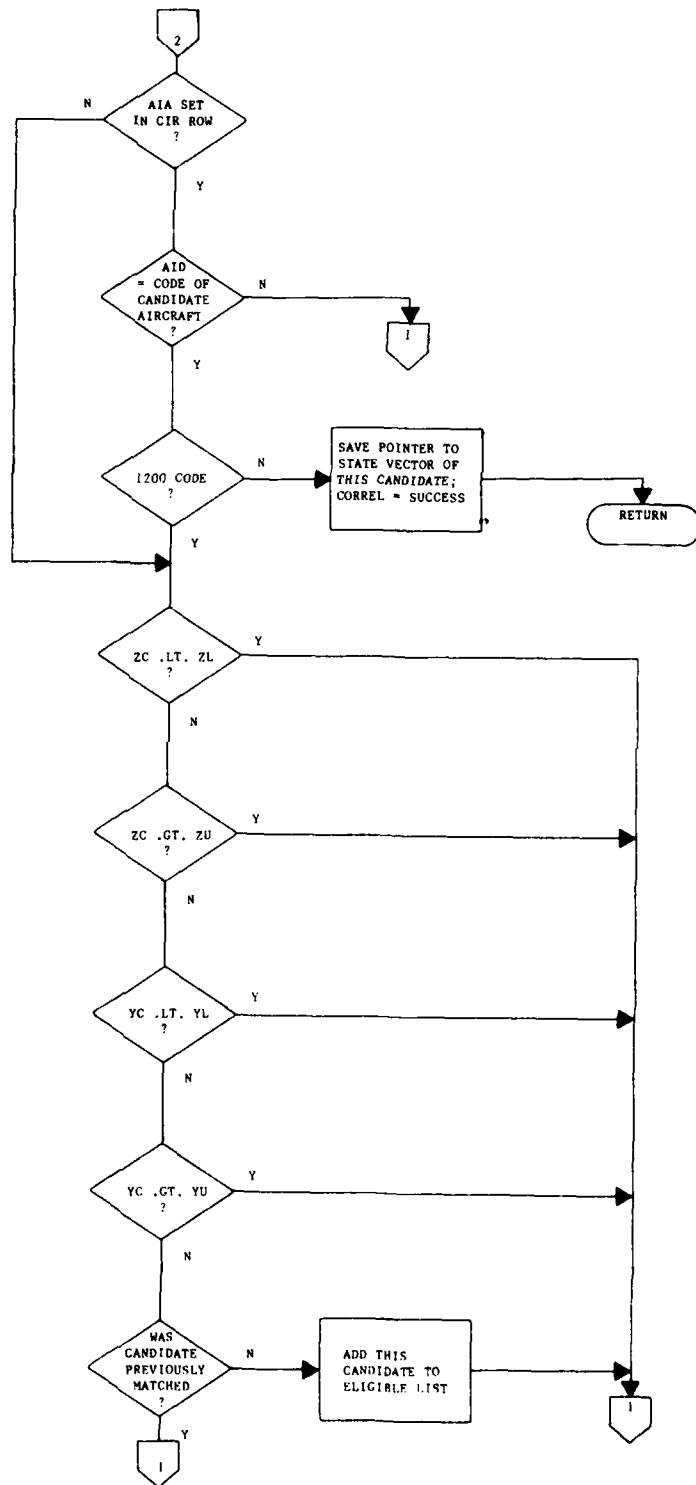 2
N
AIA SET
IN CIR ROW
?
Y
AID
= CODE OF
CANDIDATE
AIRCRAFT
?
N
1
Y
1200 CODE
?
N
SAVE POINTER TO
STATE VECTOR OF
THIS CANDIDATE;
CORREL = SUCCESS
RETURN
Y
ZC .LT. ZL
?
Y
N
ZC .GT. ZU
?
Y
N
YC .LT. YL
?
Y
N
YC .GT. YU
?
Y
N
WAS
CANDIDATE
PREVIOUSLY
MATCHED
?
N
ADD THIS
CANDIDATE TO
ELIGIBLE LIST
1
Y
1